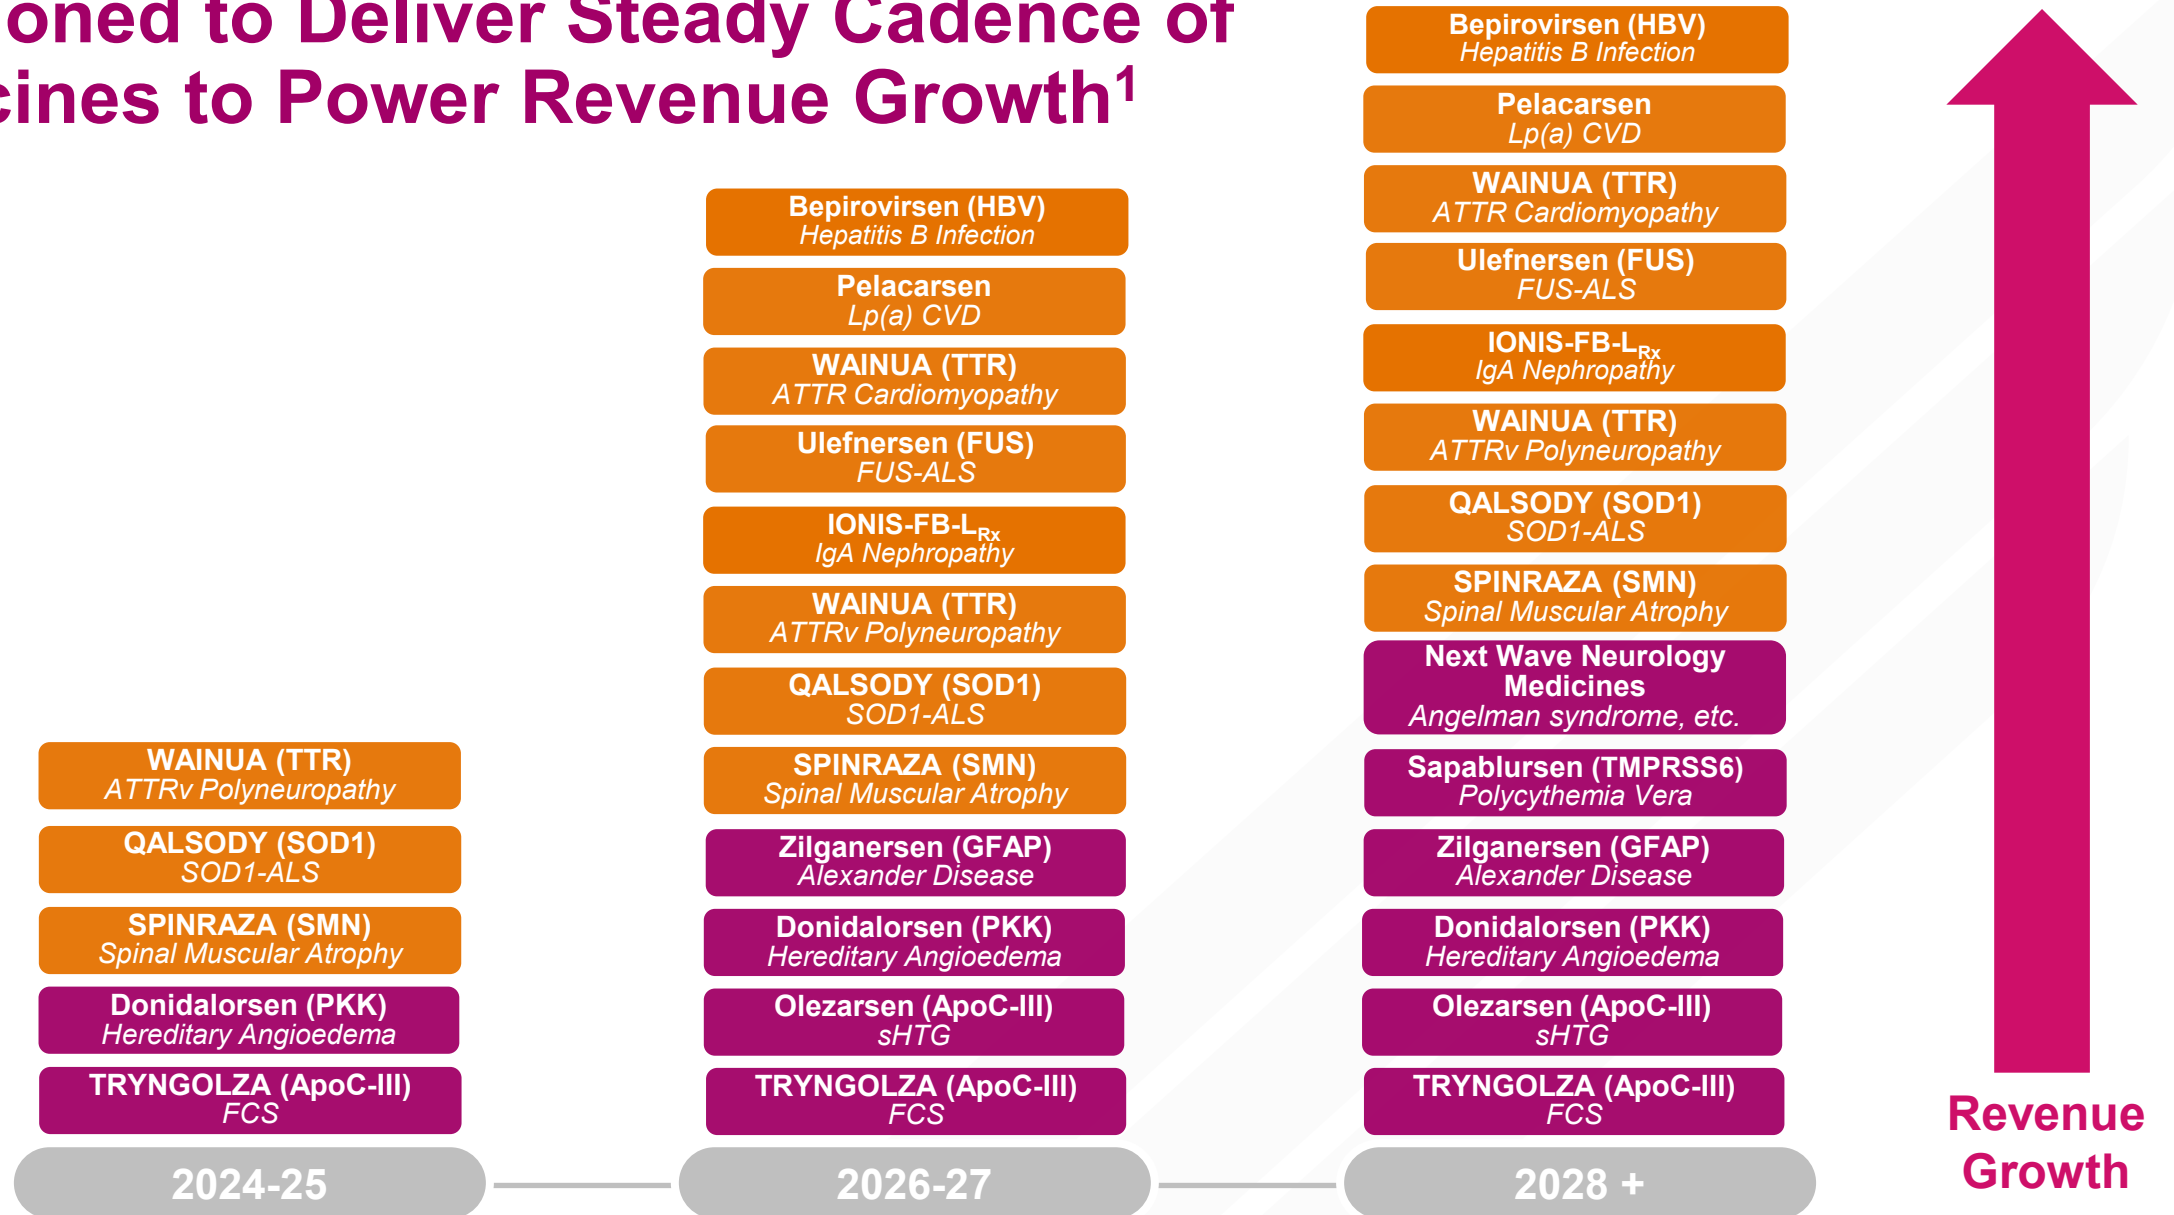 oned to Deliver Steady Cadence of
cines to Power Revenue Growth¹
WAINUA (TTR)
ATTRv Polyneuropathy
QALSODY (SOD1)
SOD1-ALS
SPINRAZA (SMN)
Spinal Muscular Atrophy
Donidalorsen (PKK)
Hereditary Angioedema
TRYNGOLZA (ApoC-III)
FCS
2024-25
Bepirovirsen (HBV)
Hepatitis B Infection
Pelacarsen
Lp(a) CVD
WAINUA (TTR)
ATTR Cardiomyopathy
Ulefnersen (FUS)
FUS-ALS
IONIS-FB-LRx
IgA Nephropathy
WAINUA (TTR)
ATTRv Polyneuropathy
QALSODY (SOD1)
SOD1-ALS
SPINRAZA (SMN)
Spinal Muscular Atrophy
Zilganersen (GFAP)
Alexander Disease
Donidalorsen (PKK)
Hereditary Angioedema
Olezarsen (ApoC-III)
sHTG
TRYNGOLZA (ApoC-III)
FCS
2026-27
Bepirovirsen (HBV)
Hepatitis B Infection
Pelacarsen
Lp(a) CVD
WAINUA (TTR)
ATTR Cardiomyopathy
Ulefnersen (FUS)
FUS-ALS
IONIS-FB-LRx
IgA Nephropathy
WAINUA (TTR)
ATTRv Polyneuropathy
QALSODY (SOD1)
SOD1-ALS
SPINRAZA (SMN)
Spinal Muscular Atrophy
Next Wave Neurology
Medicines
Angelman syndrome, etc.
Sapablursen (TMPRSS6)
Polycythemia Vera
Zilganersen (GFAP)
Alexander Disease
Donidalorsen (PKK)
Hereditary Angioedema
Olezarsen (ApoC-III)
sHTG
TRYNGOLZA (ApoC-III)
FCS
2028 +
Revenue
Growth